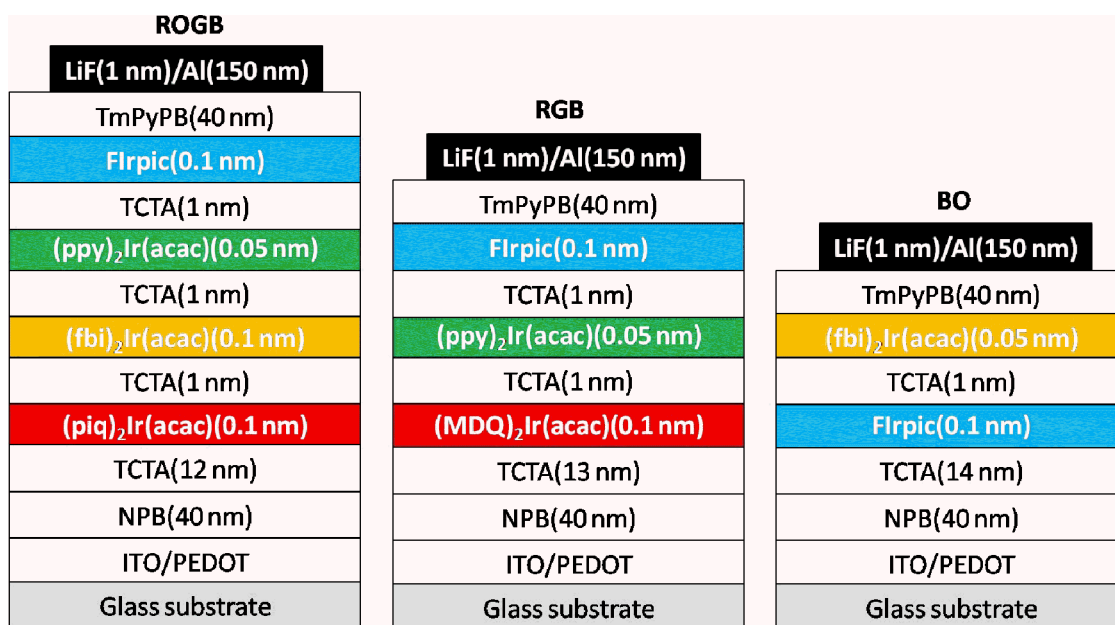 ROGB
LiF(1 nm)/Al(150 nm)
TmPyPB(40 nm)
FIrpic(0.1 nm)
TCTA(1 nm)
(ppy)₂Ir(acac)(0.05 nm)
TCTA(1 nm)
(fbi)₂Ir(acac)(0.1 nm)
TCTA(1 nm)
(piq)₂Ir(acac)(0.1 nm)
TCTA(12 nm)
NPB(40 nm)
ITO/PEDOT
Glass substrate
RGB
LiF(1 nm)/Al(150 nm)
TmPyPB(40 nm)
FIrpic(0.1 nm)
TCTA(1 nm)
(ppy)₂Ir(acac)(0.05 nm)
TCTA(1 nm)
(MDQ)₂Ir(acac)(0.1 nm)
TCTA(13 nm)
NPB(40 nm)
ITO/PEDOT
Glass substrate
BO
LiF(1 nm)/Al(150 nm)
TmPyPB(40 nm)
(fbi)₂Ir(acac)(0.05 nm)
TCTA(1 nm)
FIrpic(0.1 nm)
TCTA(14 nm)
NPB(40 nm)
ITO/PEDOT
Glass substrate